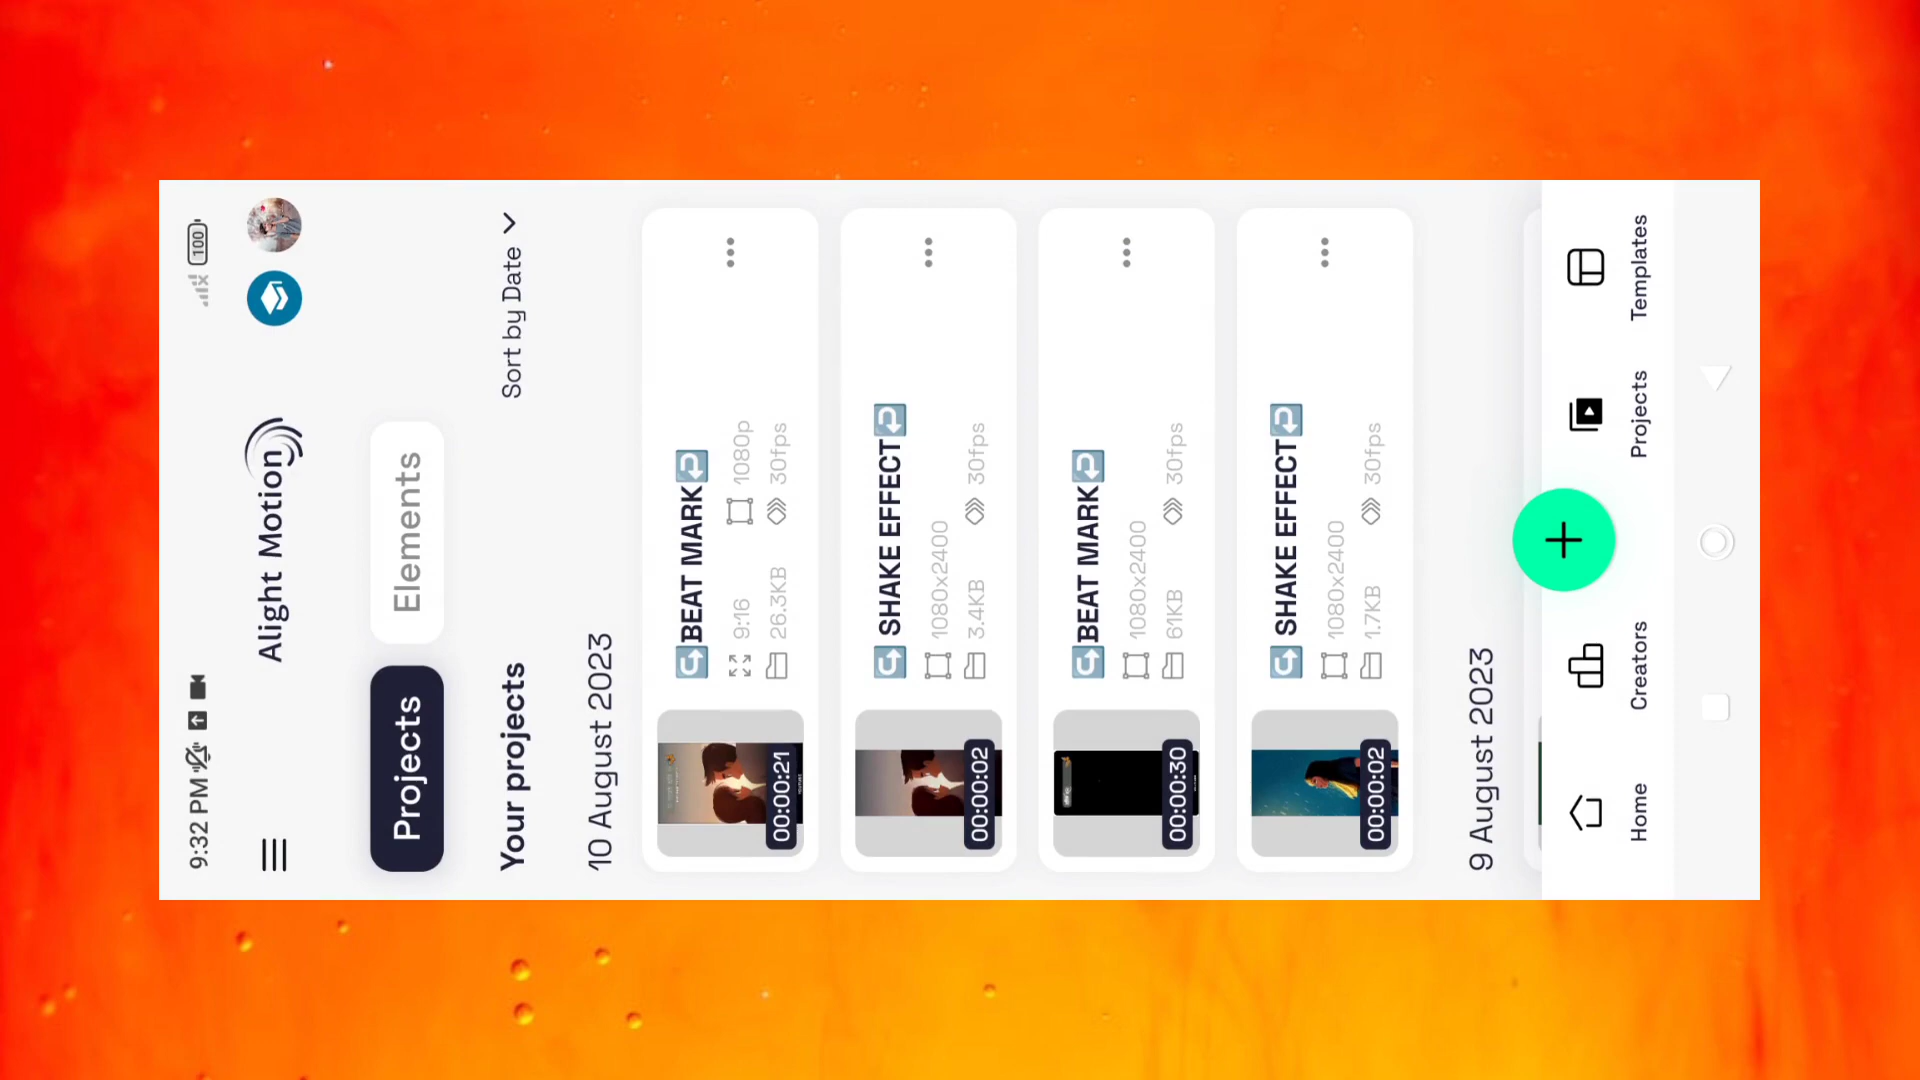 9:32 PM
100
Alight Motion
Projects
Elements
Your projects
Sort by Date
10 August 2023
↪️BEAT MARK↩️
9:16
1080p
26.3KB
30fps
00:00:21
↪️ SHAKE EFFECT↩️
1080x2400
3.4KB
30fps
00:00:02
↪️BEAT MARK↩️
1080x2400
61KB
30fps
00:00:30
↪️ SHAKE EFFECT↩️
1080x2400
1.7KB
30fps
00:00:02
9 August 2023
Home
Creators
Projects
Templates